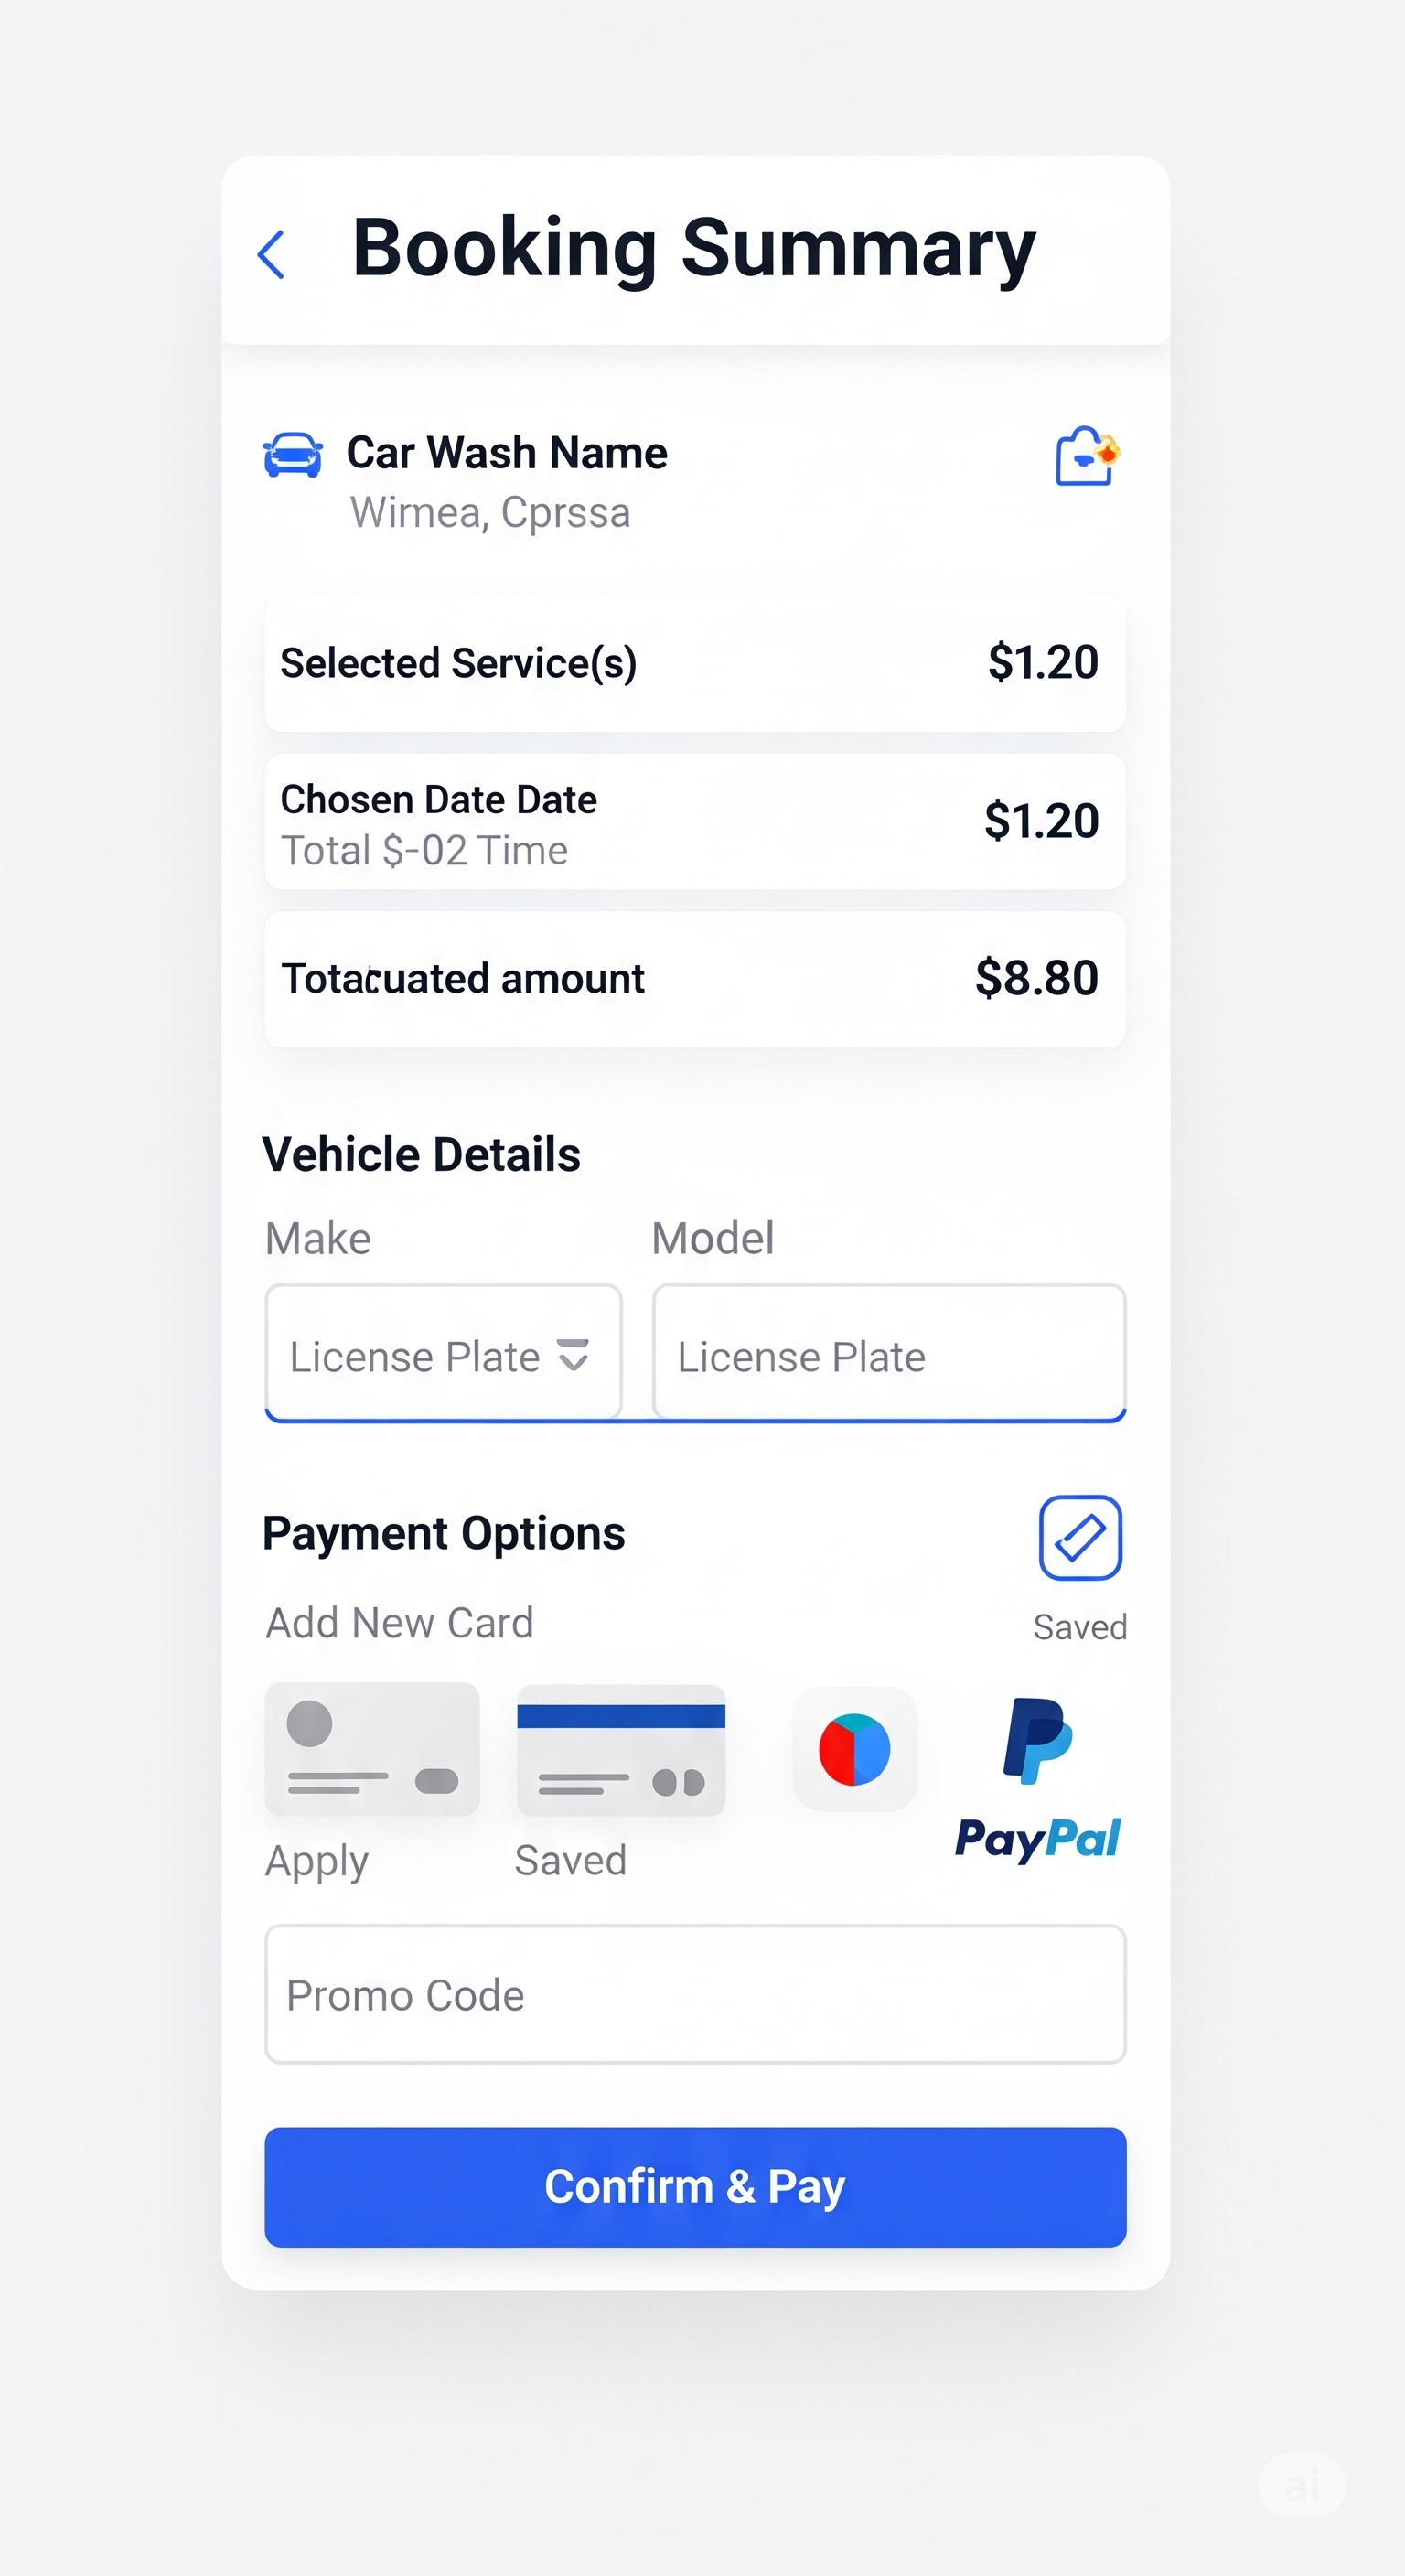 Booking Summary
Car Wash Name
Wimea, Cprssa
Selected Service(s) $1.20
Chosen Date Date
Total $-02 Time $1.20
Totacuated amount $8.80
Vehicle Details
Make Model
License Plate License Plate
Payment Options
Add New Card Saved
Apply Saved PayPal
Promo Code
Confirm & Pay
ai